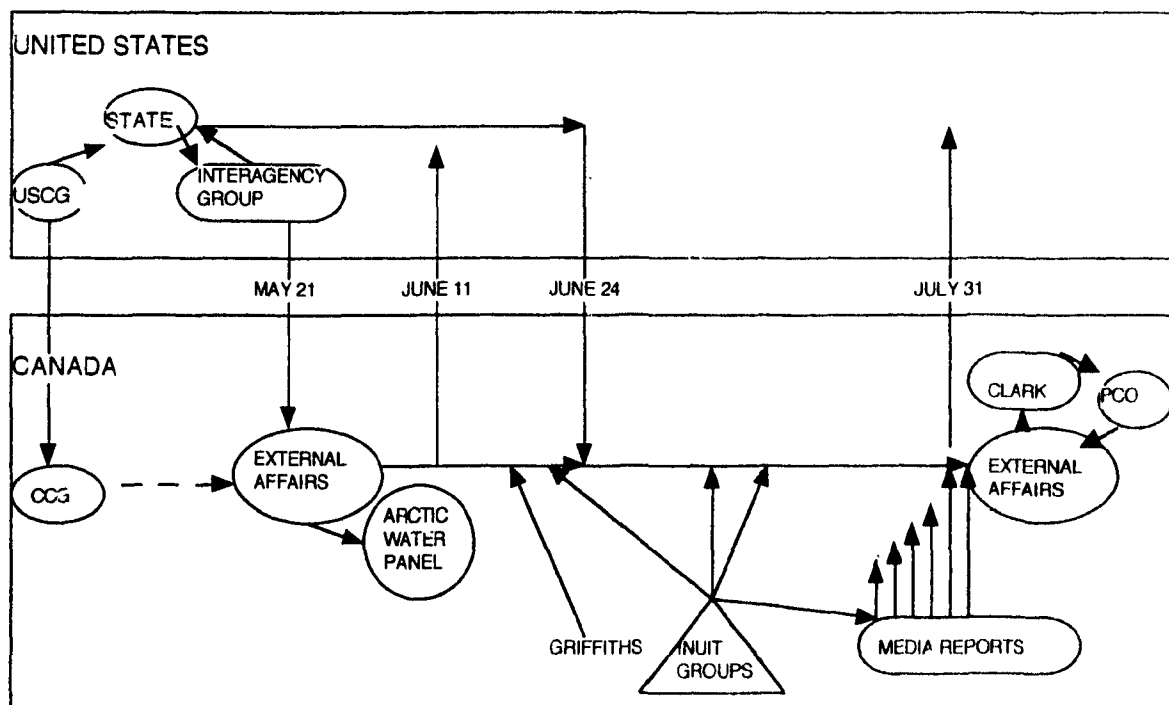 UNITED STATES
STATE
INTERAGENCY
GROUP
USCG
MAY 21
JUNE 11
JUNE 24
JULY 31
CANADA
CLARK
PCO
EXTERNAL
AFFAIRS
EXTERNAL
AFFAIRS
CCG
ARCTIC
WATER
PANEL
GRIFFITHS
INUIT
GROUPS
MEDIA REPORTS